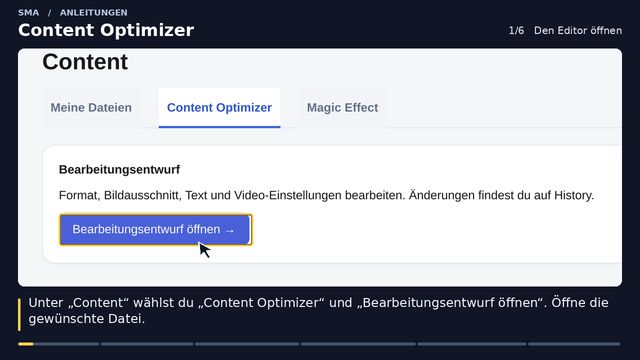 SMA / ANLEITUNGEN
Content Optimizer
1/6 Den Editor öffnen
Content
Meine Dateien Content Optimizer Magic Effect
Bearbeitungsentwurf
Format, Bildausschnitt, Text und Video-Einstellungen bearbeiten. Änderungen findest du auf History.
Bearbeitungsentwurf öffnen →
Unter „Content“ wählst du „Content Optimizer“ und „Bearbeitungsentwurf öffnen“. Öffne die
gewünschte Datei.